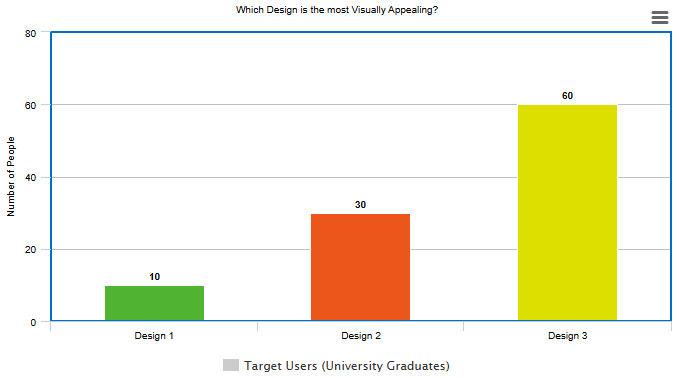 Which Design is the most Visually Appealing?
80
60
40
20
0
Number of People
10
30
60
Design 1
Design 2
Design 3
Target Users (University Graduates)